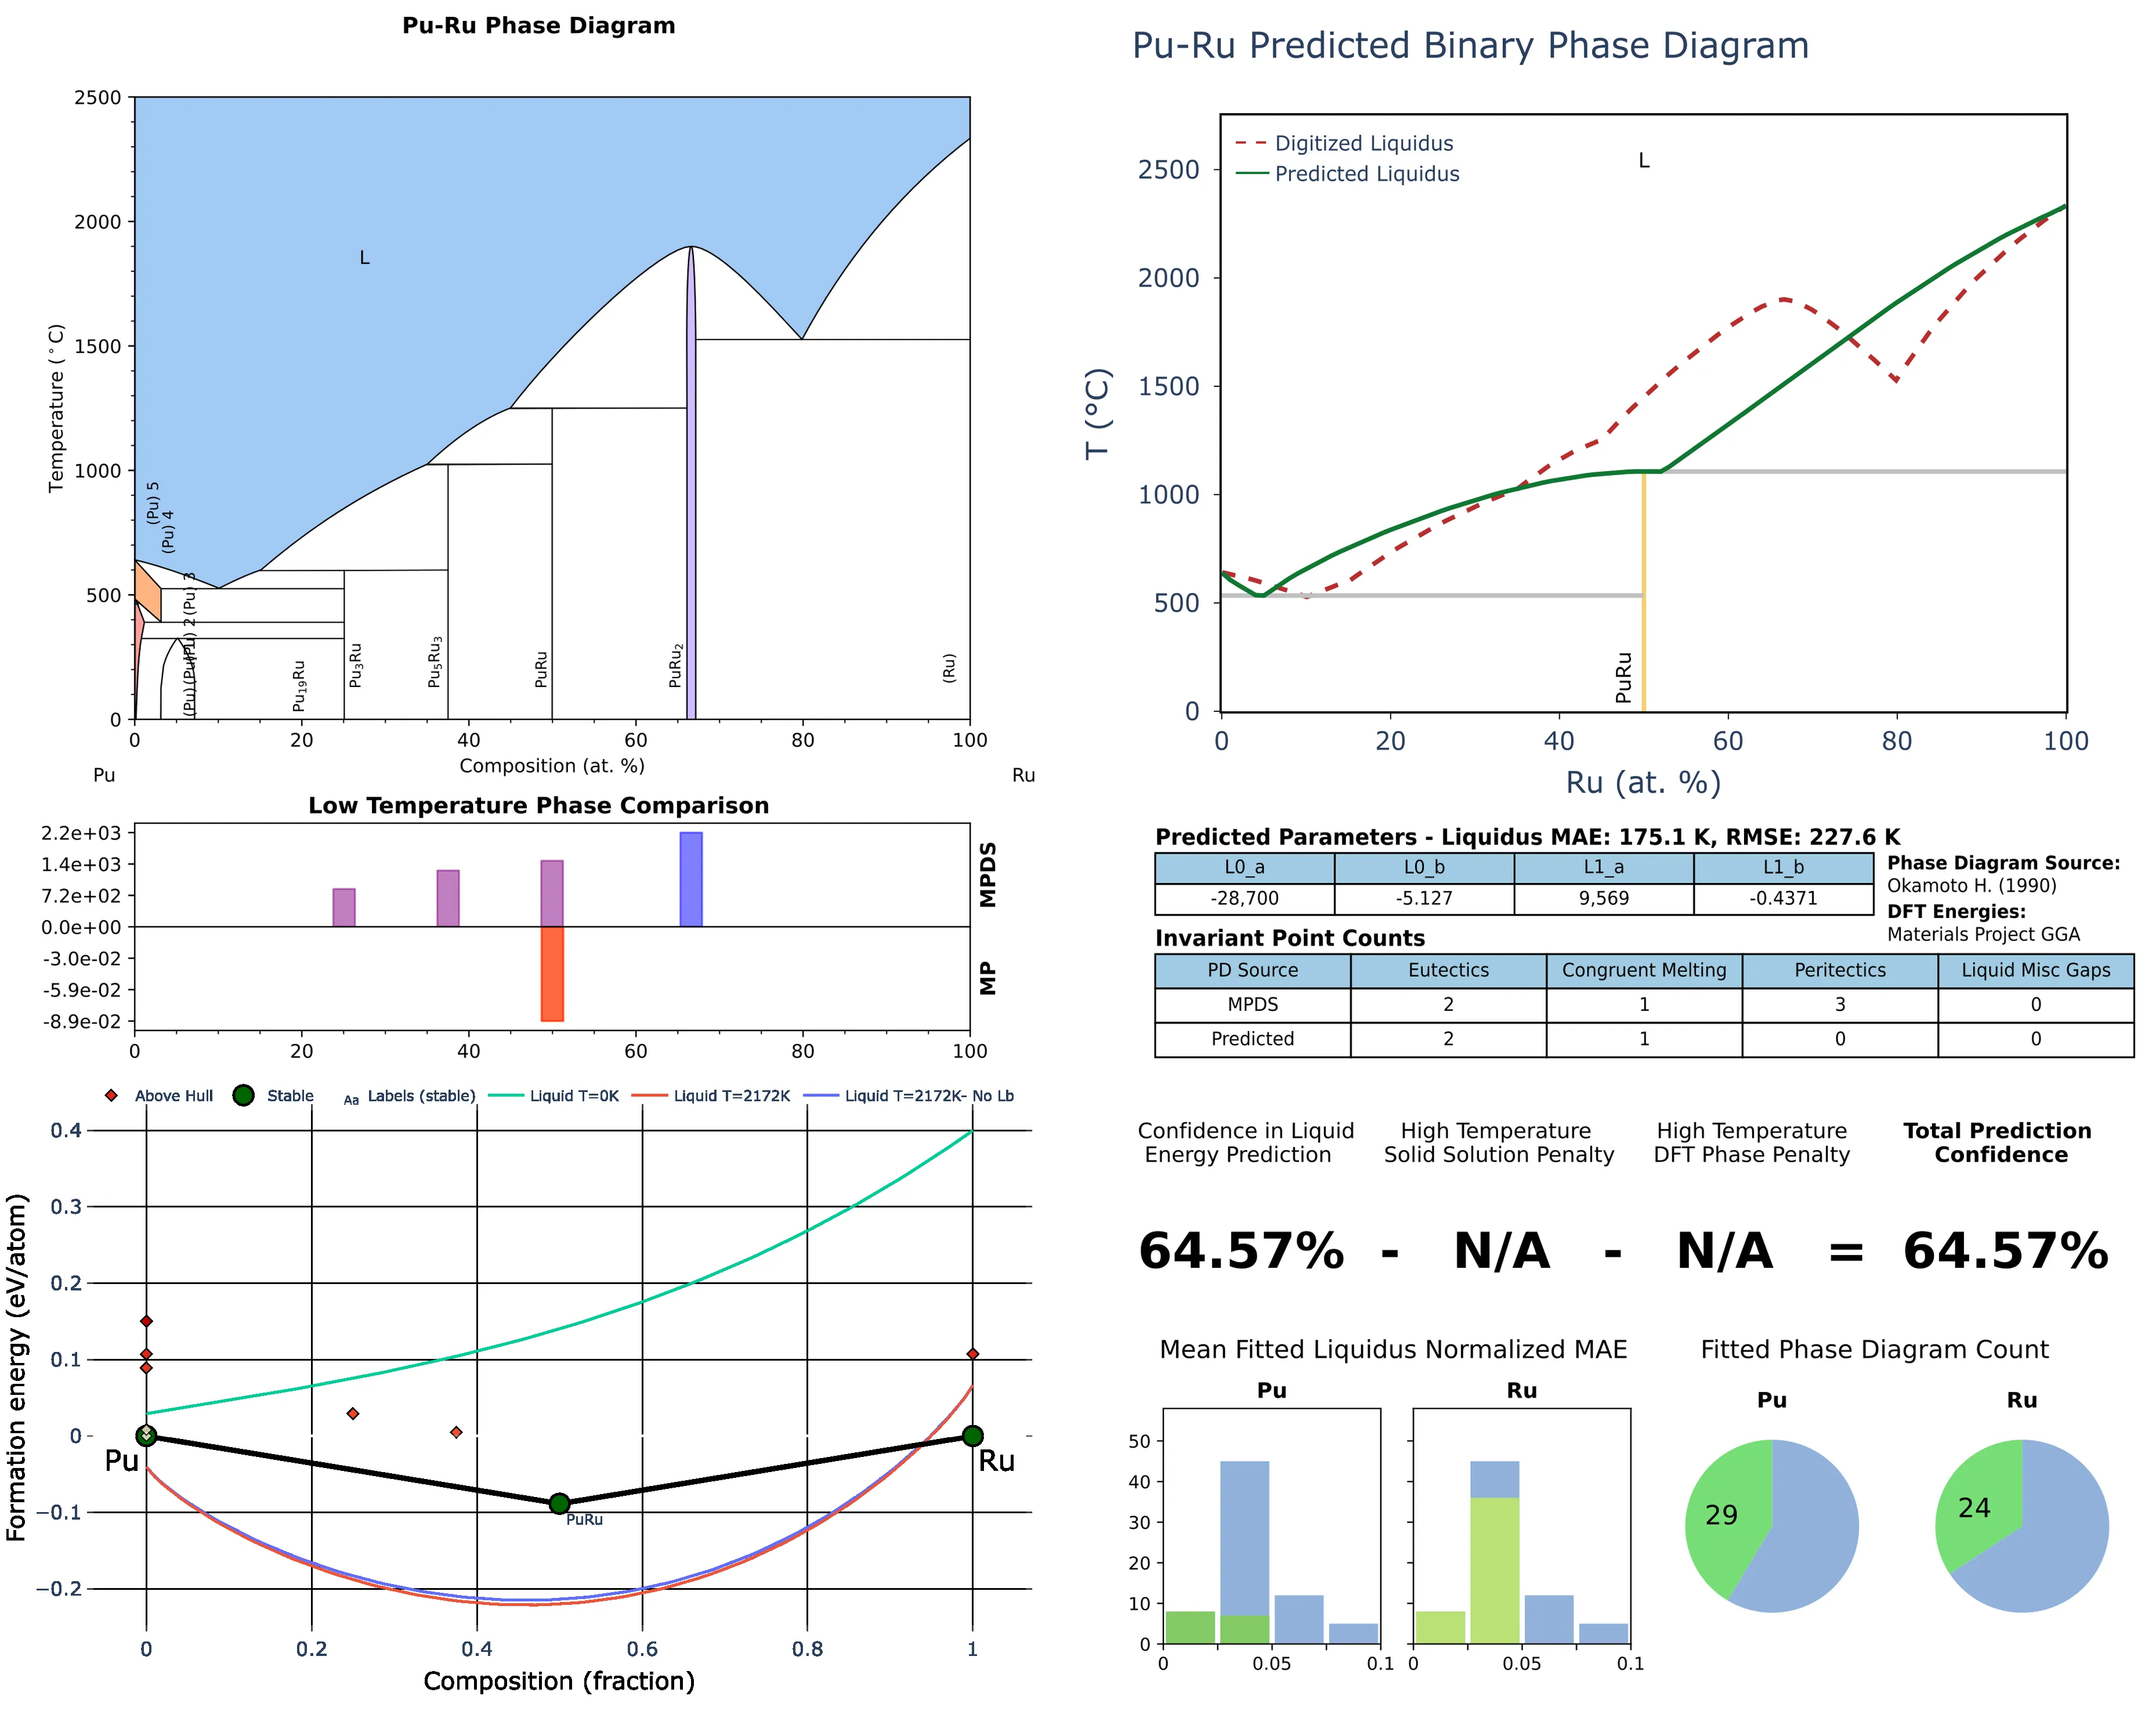 Pu-Ru Phase Diagram
2500
2000
1500
1000
500
0
Temperature (°C)
L
(Pu) 5
(Pu) 4
(Pu) 3
Pu₁₉Ru
Pu₃Ru
Pu₅Ru₃
PuRu
PuRu₂
(Ru)
0 20 40 60 80 100
Composition (at. %)
Pu Ru
Low Temperature Phase Comparison
2.2e+03
1.4e+03
7.2e+02
0.0e+00
-3.0e-02
-5.9e-02
-8.9e-02
MPDS
MP
0 20 40 60 80 100
Above Hull Stable Aa Labels (stable) Liquid T=0K Liquid T=2172K Liquid T=2172K- No Lb
0.4
0.3
0.2
0.1
0
−0.1
−0.2
Formation energy (eV/atom)
Pu
Ru
PuRu
0 0.2 0.4 0.6 0.8 1
Composition (fraction)
Pu-Ru Predicted Binary Phase Diagram
Digitized Liquidus
Predicted Liquidus
L
2500
2000
1500
1000
500
0
T (°C)
PuRu
0 20 40 60 80 100
Ru (at. %)
Predicted Parameters - Liquidus MAE: 175.1 K, RMSE: 227.6 K
L0_a L0_b L1_a L1_b
-28,700 -5.127 9,569 -0.4371
Phase Diagram Source:
Okamoto H. (1990)
DFT Energies:
Materials Project GGA
Invariant Point Counts
PD Source Eutectics Congruent Melting Peritectics Liquid Misc Gaps
MPDS 2 1 3 0
Predicted 2 1 0 0
Confidence in Liquid
Energy Prediction
High Temperature
Solid Solution Penalty
High Temperature
DFT Phase Penalty
Total Prediction
Confidence
64.57% - N/A - N/A = 64.57%
Mean Fitted Liquidus Normalized MAE
Pu
Ru
50
40
30
20
10
0
0 0.05 0.1
0 0.05 0.1
Fitted Phase Diagram Count
Pu
Ru
29
24